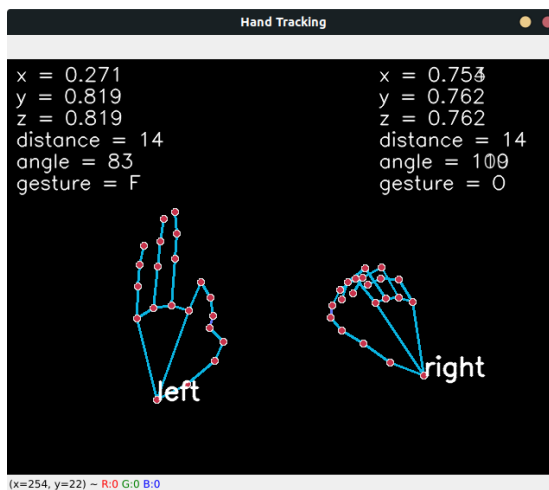 Hand Tracking
x = 0.271
y = 0.819
z = 0.819
distance = 14
angle = 83
gesture = F
y = 0.762
z = 0.762
distance = 14
angle =
gesture = O
left
right
(x=254, y=22) ~ R:0 G:0 B:0